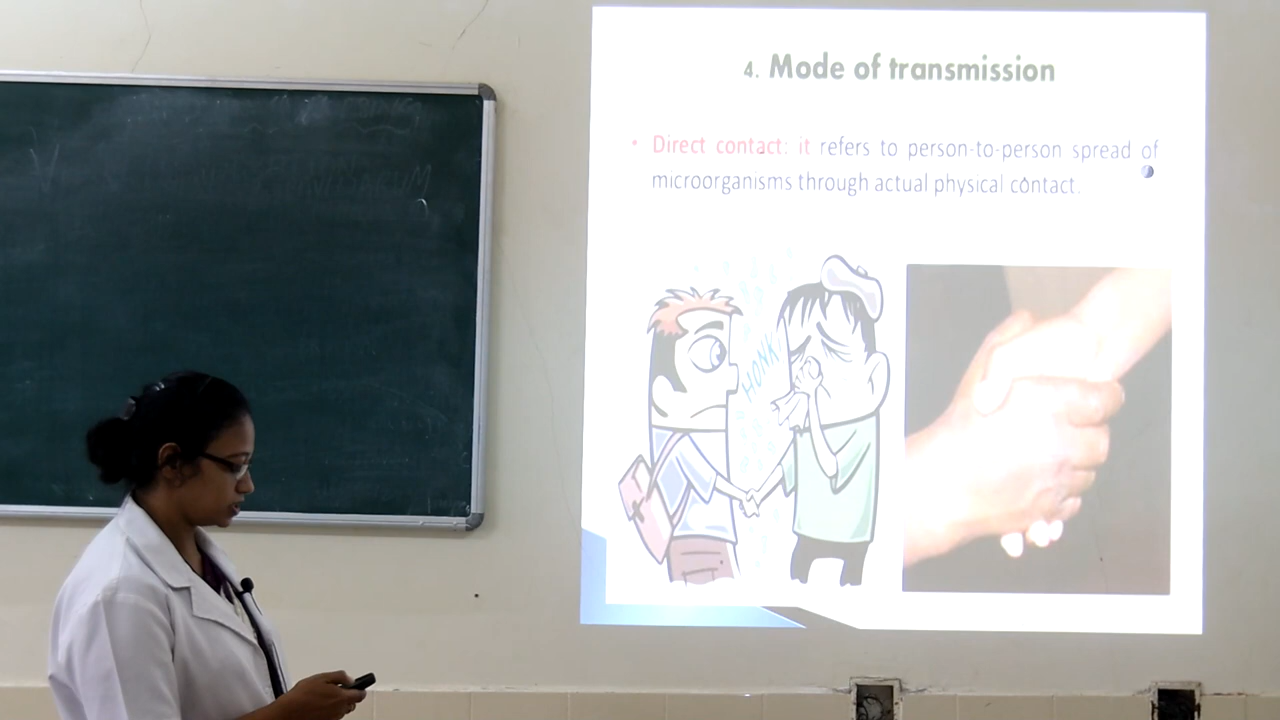 4. Mode of transmission
• Direct contact: it refers to person-to-person spread of
microorganisms through actual physical contact.
HONK